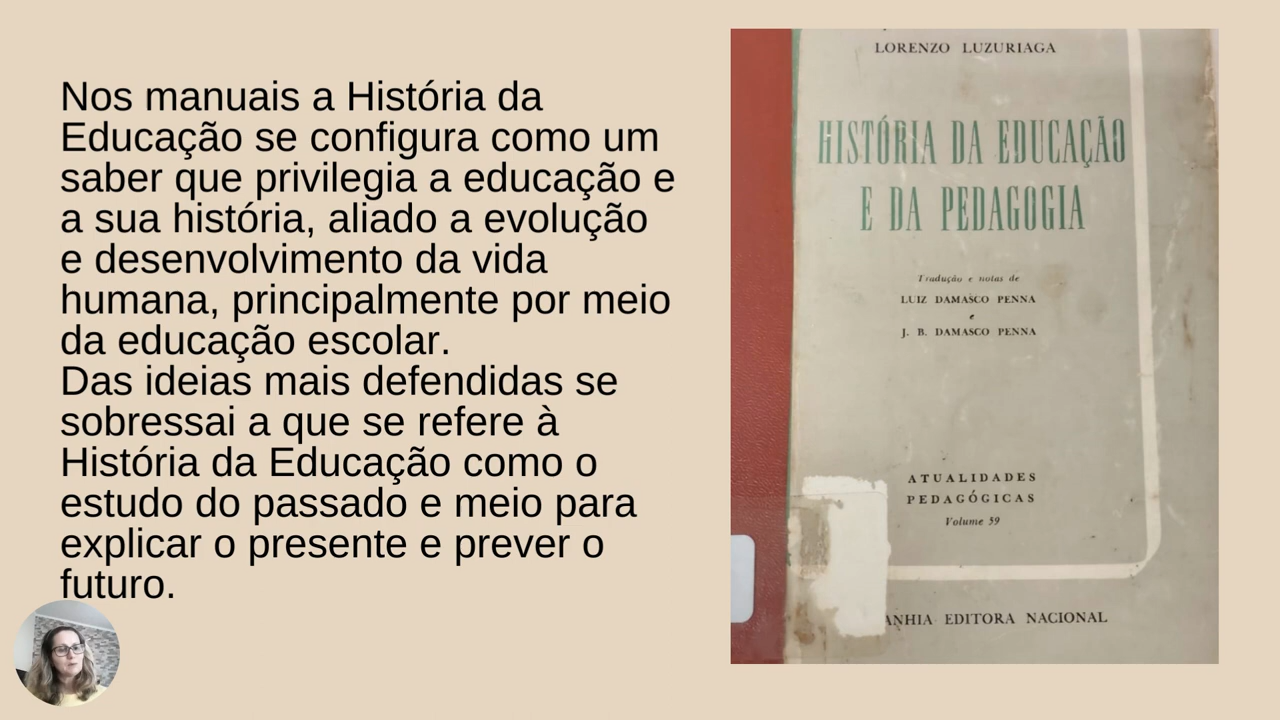 Nos manuais a História da
Educação se configura como um
saber que privilegia a educação e
a sua história, aliado a evolução
e desenvolvimento da vida
humana, principalmente por meio
da educação escolar.
Das ideias mais defendidas se
sobressai a que se refere à
História da Educação como o
estudo do passado e meio para
explicar o presente e prever o
futuro.
LORENZO LUZURIAGA
HISTÓRIA DA EDUCAÇÃO
E DA PEDAGOGIA
Tradução e notas de
LUIZ DAMASCO PENNA
e
J. B. DAMASCO PENNA
ATUALIDADES
PEDAGÓGICAS
Volume 59
EDITORA NACIONAL